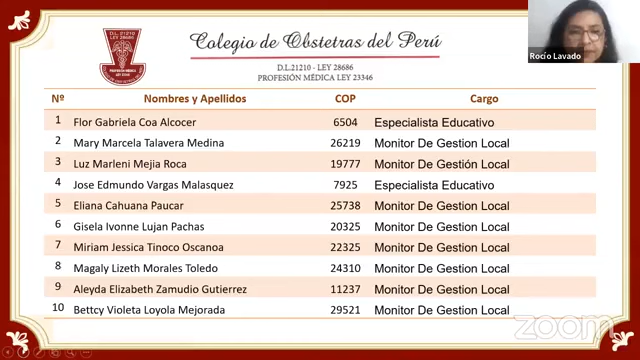 D.L. 21210
LEY 28686
Colegio de Obstetras del Perú
D.L.21210 - LEY 28686
PROFESIÓN MÉDICA LEY 23346
Rocío Lavado
Nº Nombres y Apellidos COP Cargo
1 Flor Gabriela Coa Alcocer 6504 Especialista Educativo
2 Mary Marcela Talavera Medina 26219 Monitor De Gestion Local
3 Luz Marleni Mejia Roca 19777 Monitor De Gestión Local
4 Jose Edmundo Vargas Malasquez 7925 Especialista Educativo
5 Eliana Cahuana Paucar 25738 Monitor De Gestion Local
6 Gisela Ivonne Lujan Pachas 20325 Monitor De Gestion Local
7 Miriam Jessica Tinoco Oscanoa 22325 Monitor De Gestion Local
8 Magaly Lizeth Morales Toledo 24310 Monitor De Gestion Local
9 Aleyda Elizabeth Zamudio Gutierrez 11237 Monitor De Gestion Local
10 Bettcy Violeta Loyola Mejorada 29521 Monitor De Gestion Local
zoom